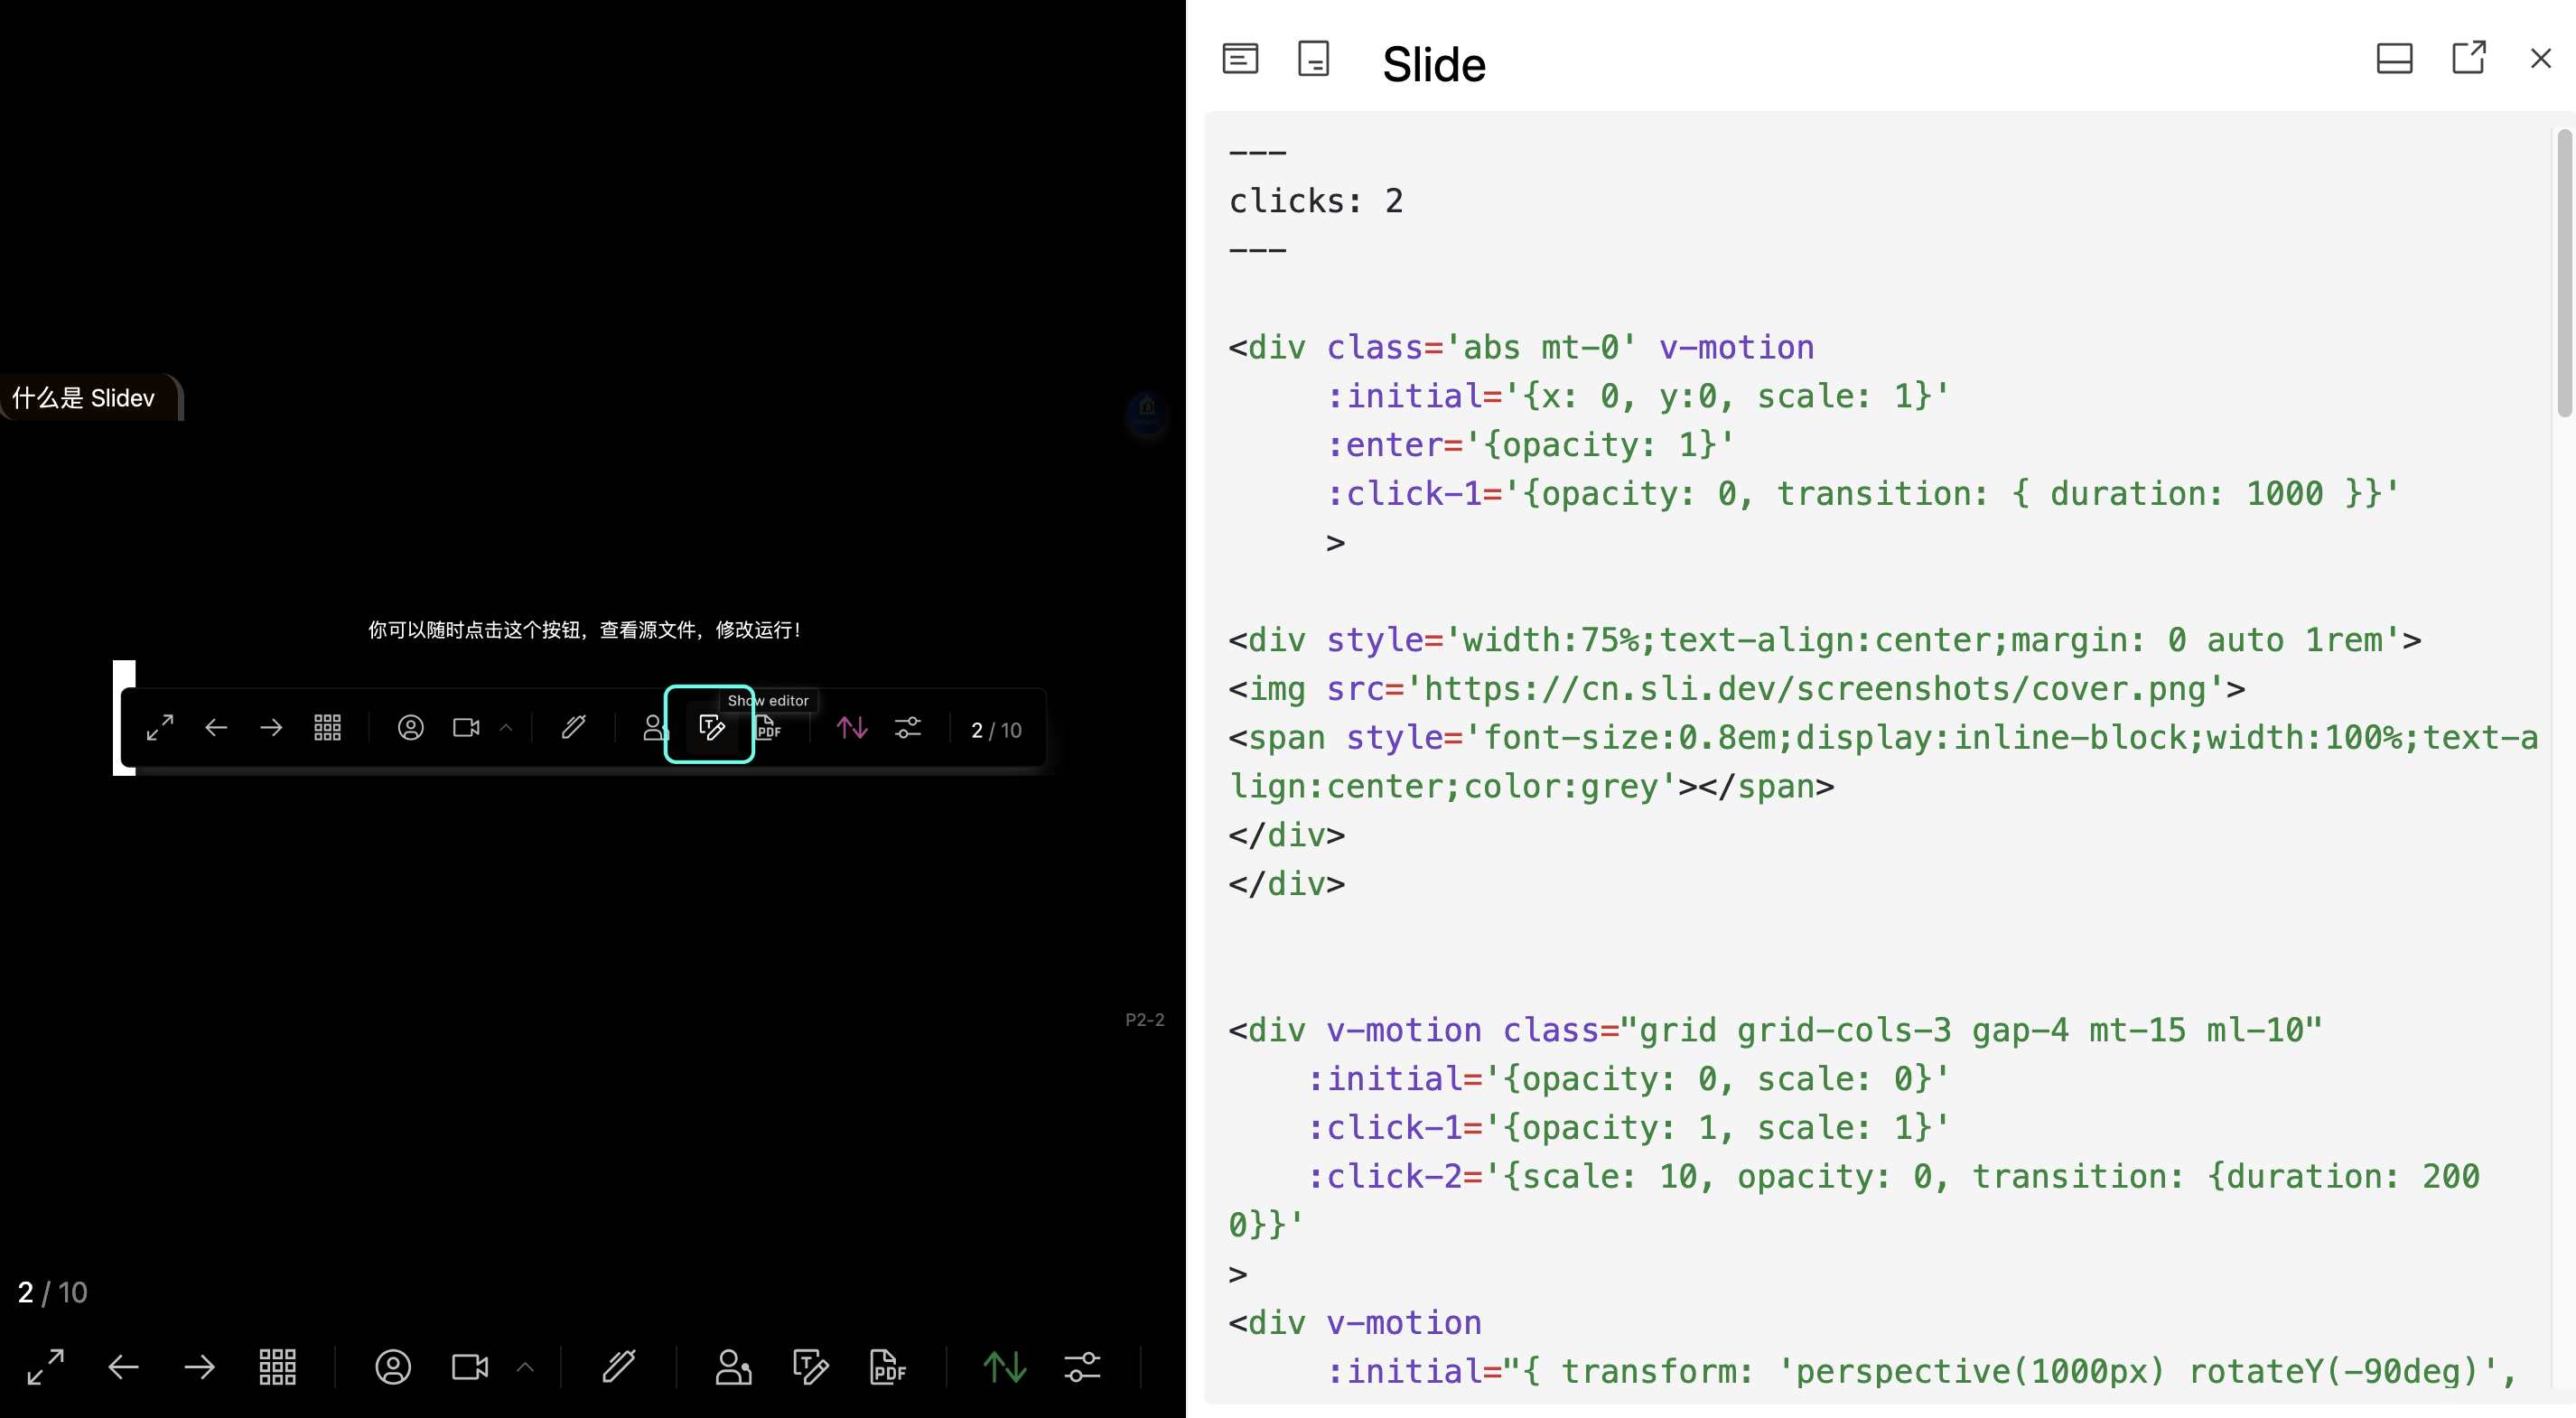 什么是 Slidev
你可以随时点击这个按钮，查看源文件，修改运行！
Show editor
PDF
2 / 10
P2-2
2 / 10
PDF
Slide
---
clicks: 2
---
<div class='abs mt-0' v-motion
:initial='{x: 0, y:0, scale: 1}'
:enter='{opacity: 1}'
:click-1='{opacity: 0, transition: { duration: 1000 }}'
>
<div style='width:75%;text-align:center;margin: 0 auto 1rem'>
<img src='https://cn.sli.dev/screenshots/cover.png'>
<span style='font-size:0.8em;display:inline-block;width:100%;text-a
lign:center;color:grey'></span>
</div>
</div>
<div v-motion class="grid grid-cols-3 gap-4 mt-15 ml-10"
:initial='{opacity: 0, scale: 0}'
:click-1='{opacity: 1, scale: 1}'
:click-2='{scale: 10, opacity: 0, transition: {duration: 200
0}}'
>
<div v-motion
:initial="{ transform: 'perspective(1000px) rotateY(-90deg)',